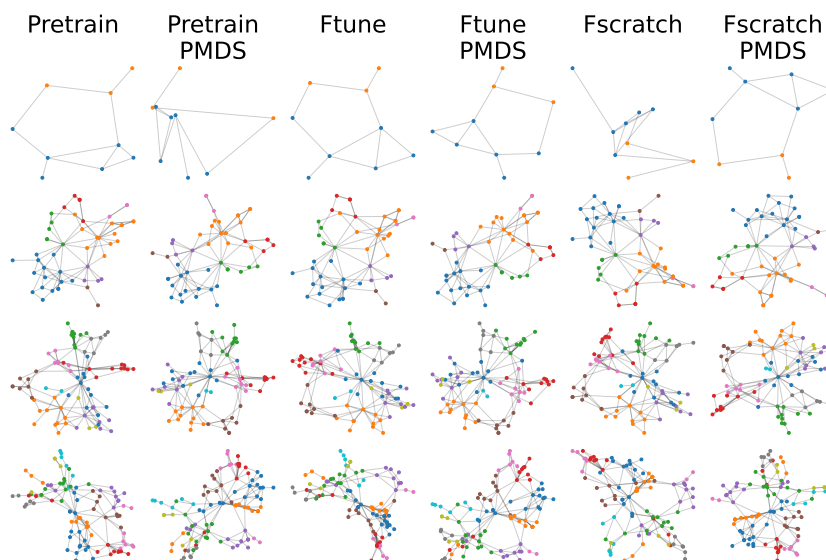 Pretrain
Pretrain
PMDS
Ftune
Ftune
PMDS
Fscratch
Fscratch
PMDS